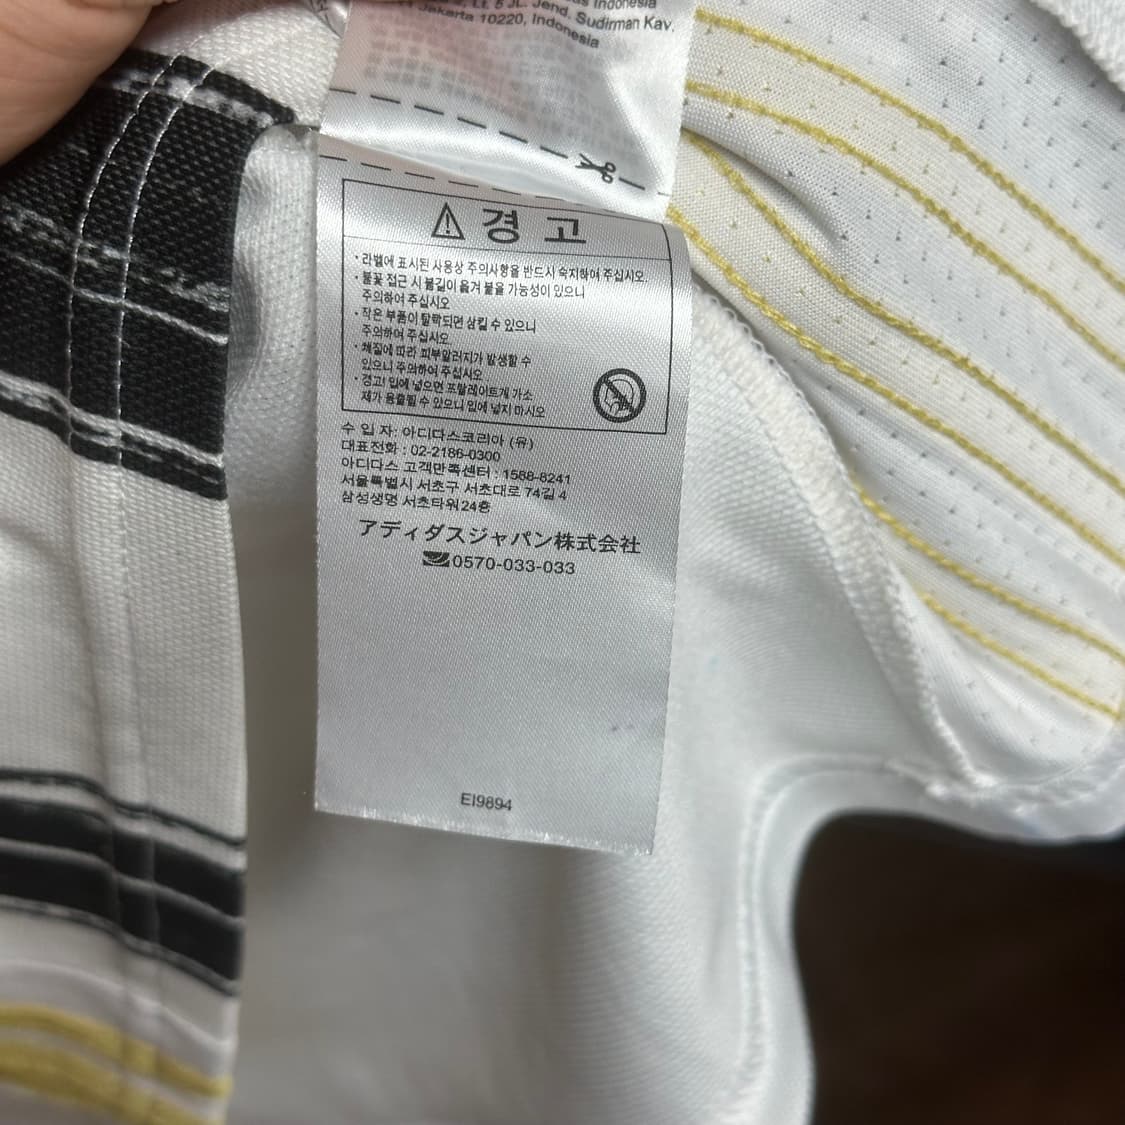 Indonesia
Lt. 5 JL. Jend. Sudirman Kav.
Jakarta 10220, Indonesia
경고
· 라벨에 표시된 사용상 주의사항을 반드시 숙지하여 주십시오.
· 불꽃 접근 시 불길이 옮겨 붙을 가능성이 있으니
주의하여 주십시오
· 작은 부품이 탈락되면 삼킬 수 있으니
주의하여 주십시오.
· 체질에 따라 피부알러지가 발생할 수
있으니 주의하여 주십시오
· 경고! 입에 넣으면 프탈레이트계 가소
제가 용출될 수 있으니 입에 넣지 마시오
수 입 자: 아디다스코리아 (유)
대표전화 : 02-2186-0300
아디다스 고객만족센터 : 1588-8241
서울특별시 서초구 서초대로 74길 4
삼성생명 서초타워 24층
アディダスジャパン株式会社
0570-033-033
EI9894